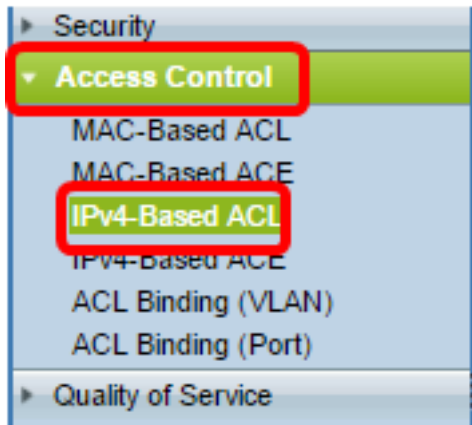 Security
Access Control
MAC-Based ACL
MAC-Based ACE
IPv4-Based ACL
IPv4-Based ACE
ACL Binding (VLAN)
ACL Binding (Port)
Quality of Service